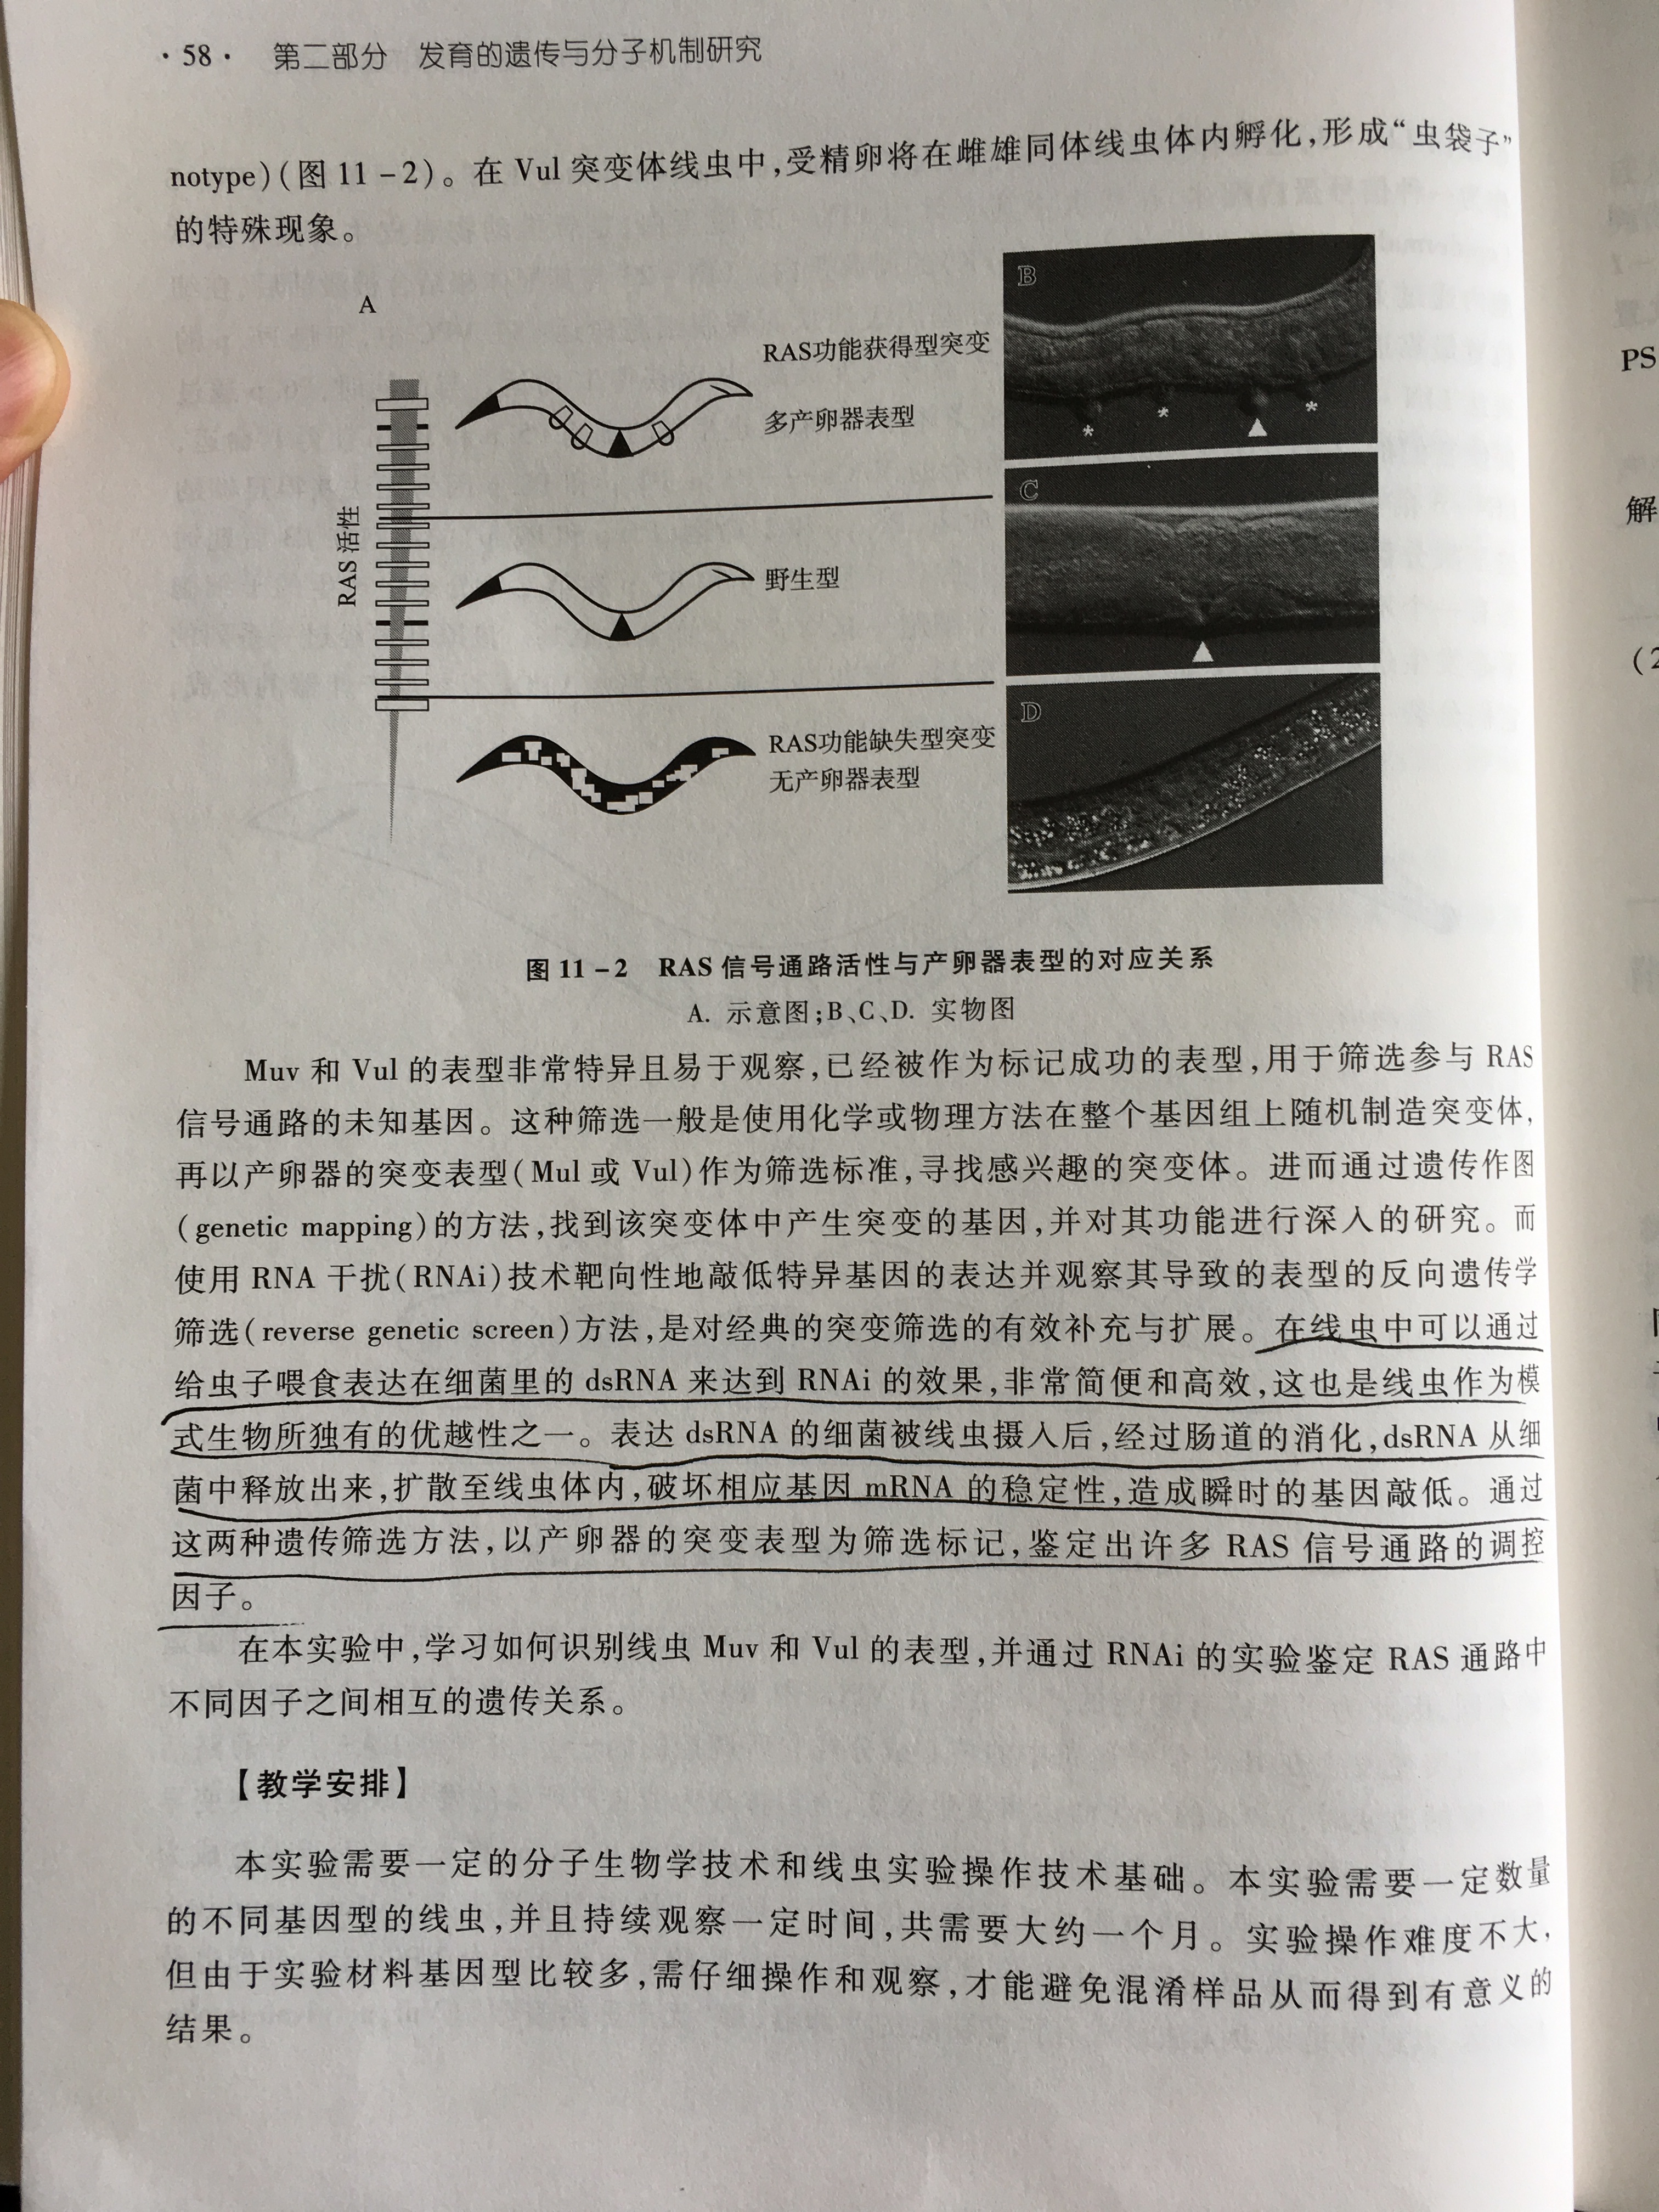 · 58 · 第二部分 发育的遗传与分子机制研究
notype)(图 11-2)。在 Vul 突变体线虫中,受精卵将在雌雄同体线虫体内孵化,形成“虫袋子”
的特殊现象。
A
RAS 活性
RAS功能获得型突变
多产卵器表型
野生型
RAS功能缺失型突变
无产卵器表型
B
* * *
C
D
图 11-2 RAS 信号通路活性与产卵器表型的对应关系
A. 示意图;B、C、D. 实物图
Muv 和 Vul 的表型非常特异且易于观察,已经被作为标记成功的表型,用于筛选参与 RAS
信号通路的未知基因。这种筛选一般是使用化学或物理方法在整个基因组上随机制造突变体,
再以产卵器的突变表型(Mul 或 Vul)作为筛选标准,寻找感兴趣的突变体。进而通过遗传作图
(genetic mapping)的方法,找到该突变体中产生突变的基因,并对其功能进行深入的研究。而
使用 RNA 干扰(RNAi)技术靶向性地敲低特异基因的表达并观察其导致的表型的反向遗传学
筛选(reverse genetic screen)方法,是对经典的突变筛选的有效补充与扩展。在线虫中可以通过
给虫子喂食表达在细菌里的 dsRNA 来达到 RNAi 的效果,非常简便和高效,这也是线虫作为模
式生物所独有的优越性之一。表达 dsRNA 的细菌被线虫摄入后,经过肠道的消化,dsRNA 从细
菌中释放出来,扩散至线虫体内,破坏相应基因 mRNA 的稳定性,造成瞬时的基因敲低。通过
这两种遗传筛选方法,以产卵器的突变表型为筛选标记,鉴定出许多 RAS 信号通路的调控
因子。
在本实验中,学习如何识别线虫 Muv 和 Vul 的表型,并通过 RNAi 的实验鉴定 RAS 通路中
不同因子之间相互的遗传关系。
【教学安排】
本实验需要一定的分子生物学技术和线虫实验操作技术基础。本实验需要一定数量
的不同基因型的线虫,并且持续观察一定时间,共需要大约一个月。实验操作难度不大,
但由于实验材料基因型比较多,需仔细操作和观察,才能避免混淆样品从而得到有意义的
结果。
PS
解
(2